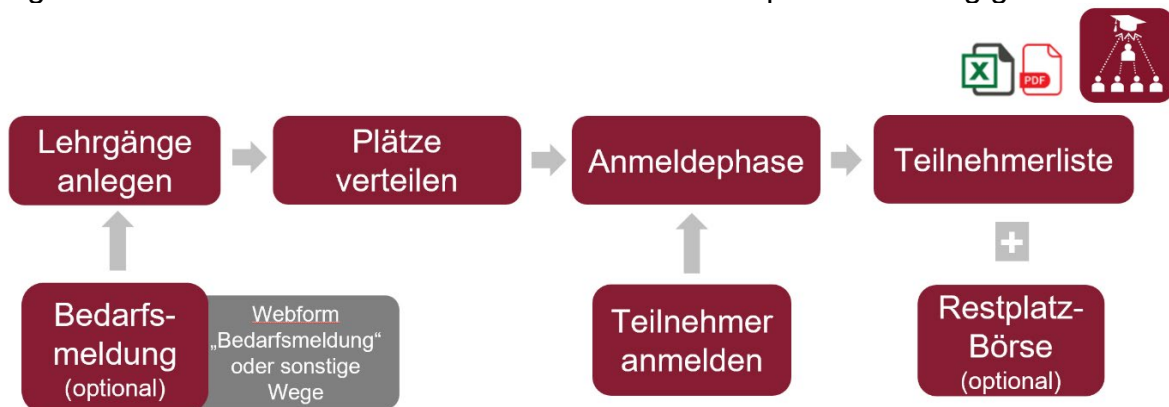 PDF
Lehrgänge
anlegen
Plätze
verteilen
Anmeldephase
Teilnehmerliste
Bedarfs-
meldung
(optional)
Webform
„Bedarfsmeldung“
oder sonstige
Wege
Teilnehmer
anmelden
Restplatz-
Börse
(optional)